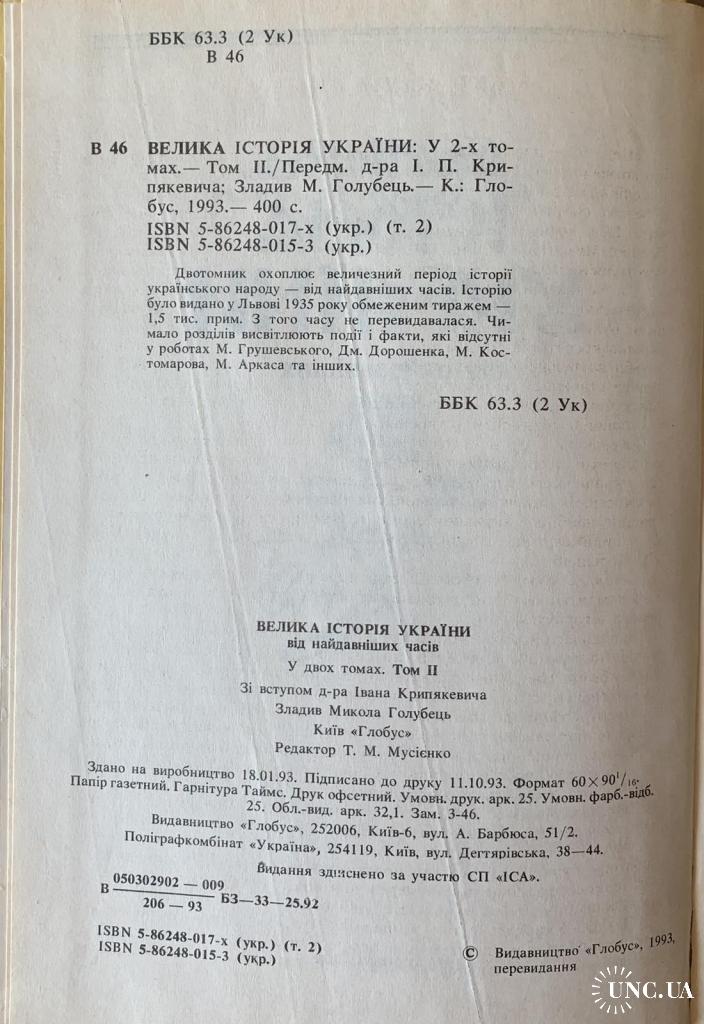 ББК 63.3 (2 Ук)
В 46
В 46 ВЕЛИКА ІСТОРІЯ УКРАЇНИ: У 2-х то-
мах.— Том II./Передм. д-ра І. П. Кри-
пякевича; Зладив М. Голубець.— К.: Гло-
бус, 1993.— 400 с.
ISBN 5-86248-017-х (укр.) (т. 2)
ISBN 5-86248-015-3 (укр.)
Двотомник охоплює величезний період історії
українського народу — від найдавніших часів. Історію
було видано у Львові 1935 року обмеженим тиражем —
1,5 тис. прим. З того часу не перевидавалася. Чи-
мало розділів висвітлюють події і факти, які відсутні
у роботах М. Грушевського, Дм. Дорошенка, М. Кос-
томарова, М. Аркаса та інших.
ББК 63.3 (2 Ук)
ВЕЛИКА ІСТОРІЯ УКРАЇНИ
від найдавніших часів
У двох томах. Том II
Зі вступом д-ра Івана Крипякевича
Зладив Микола Голубець
Київ «Глобус»
Редактор Т. М. Мусієнко
Здано на виробництво 18.01.93. Підписано до друку 11.10.93. Формат 60×90¹/₁₆.
Папір газетний. Гарнітура Таймс. Друк офсетний. Умовн. друк. арк. 25. Умовн. фарб.-відб.
25. Обл.-вид. арк. 32,1. Зам. 3-46.
Видавництво «Глобус», 252006, Київ-6, вул. А. Барбюса, 51/2.
Поліграфкомбінат «Україна», 254119, Київ, вул. Дегтярівська, 38—44.
Видання здійснено за участю СП «ІСА».
В 050302902 — 009
206 — 93 БЗ—33—25.92
ISBN 5-86248-017-х (укр.) (т. 2)
ISBN 5-86248-015-3 (укр.)
© Видавництво «Глобус», 1993,
перевидання
UNC.UA